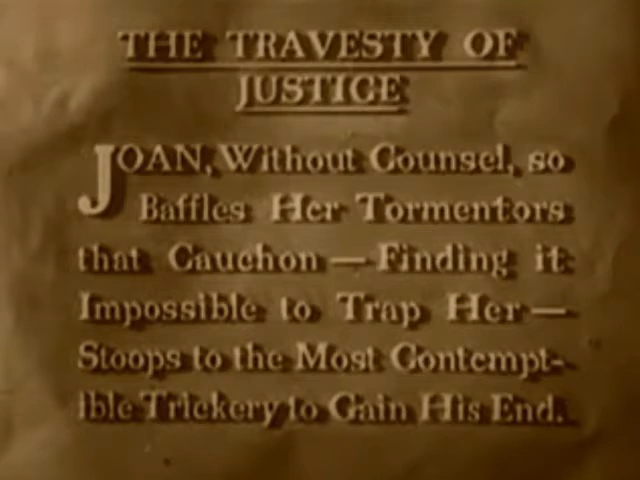 THE TRAVESTY OF
JUSTICE
JOAN, Without Counsel, so
Baffles Her Tormentors
that Cauchon — Finding it
Impossible to Trap Her —
Stoops to the Most Contempt-
ible Trickery to Gain His End.